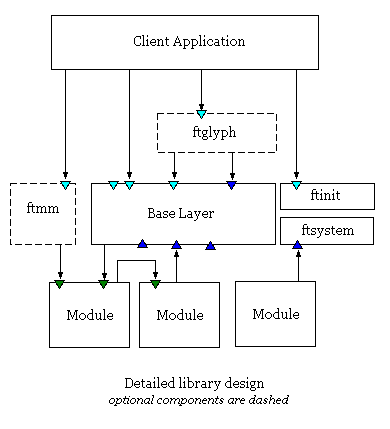 Client Application
ftglyph
ftmm
Base Layer
ftinit
ftsystem
Module
Module
Module
Detailed library design
optional components are dashed